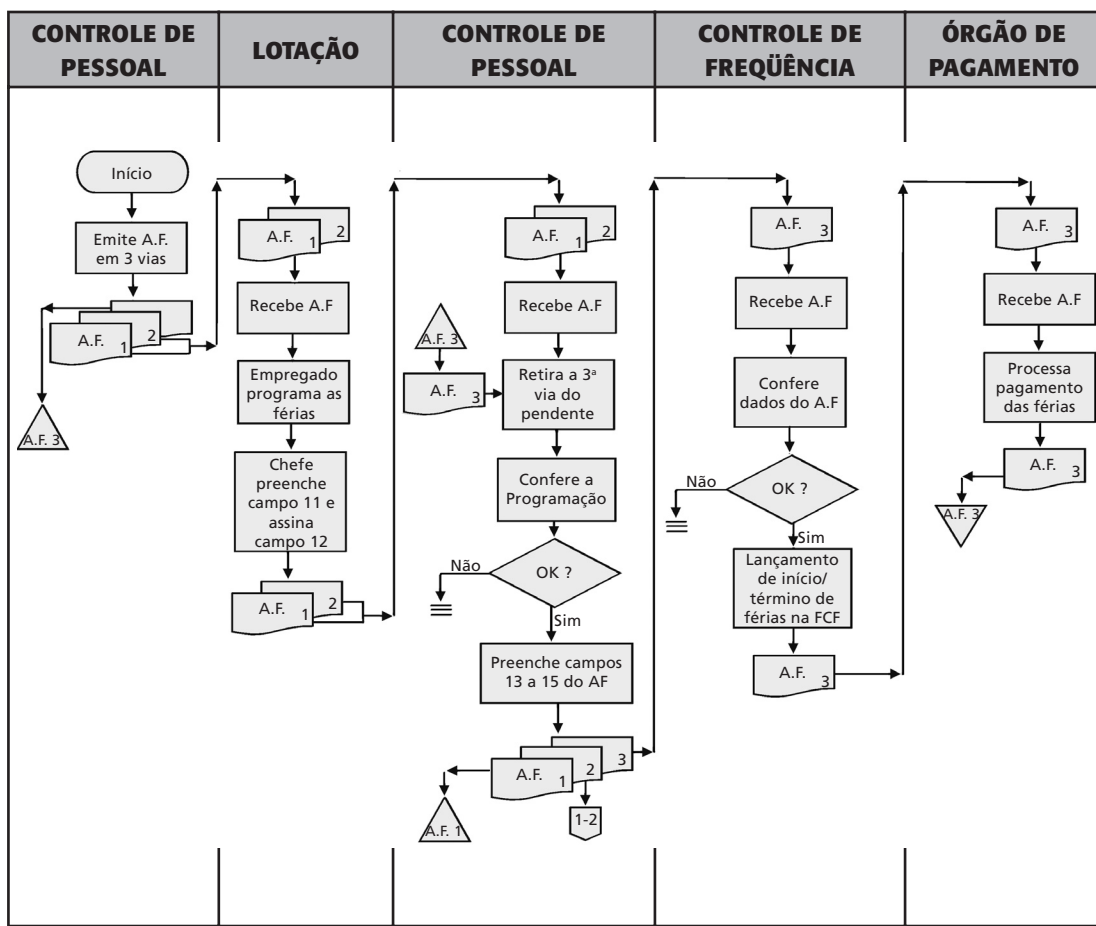 CONTROLE DE
PESSOAL
LOTAÇÃO
CONTROLE DE
PESSOAL
CONTROLE DE
FREQÜÊNCIA
ÓRGÃO DE
PAGAMENTO
Início
Emite A.F.
em 3 vias
A.F. 1
2
A.F. 3
A.F. 1
2
Recebe A.F
Empregado
programa as
férias
Chefe
preenche
campo 11 e
assina
campo 12
A.F. 1
2
A.F. 1
2
Recebe A.F
A.F. 3
A.F. 3
Retira a 3ª
via do
pendente
Confere a
Programação
OK ?
Não
Sim
Preenche campos
13 a 15 do AF
A.F. 1
2
3
A.F. 1
1-2
A.F. 3
Recebe A.F
Confere
dados do A.F
OK ?
Não
Sim
Lançamento
de início/
término de
férias na FCF
A.F. 3
A.F. 3
Recebe A.F
Processa
pagamento
das férias
A.F. 3
A.F. 3